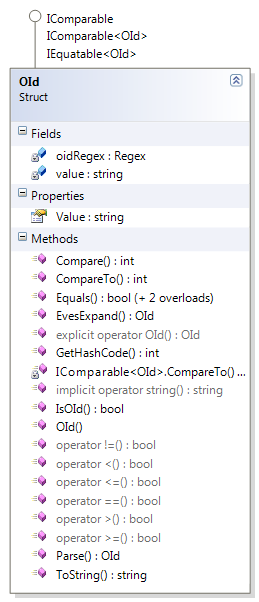 IComparable
IComparable<OId>
IEquatable<OId>
OId
Struct
Fields
oidRegex : Regex
value : string
Properties
Value : string
Methods
Compare() : int
CompareTo() : int
Equals() : bool (+ 2 overloads)
EvesExpand() : OId
explicit operator OId() : OId
GetHashCode() : int
IComparable<OId>.CompareTo() ...
implicit operator string() : string
IsOId() : bool
OId()
operator !=() : bool
operator <() : bool
operator <=() : bool
operator ==() : bool
operator >() : bool
operator >=() : bool
Parse() : OId
ToString() : string